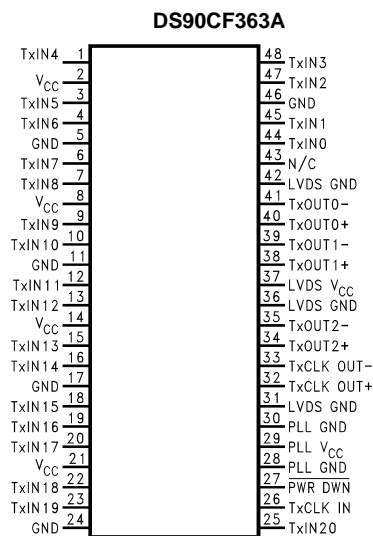 DS90CF363A
TxIN4 1
VCC 2
TxIN5 3
TxIN6 4
GND 5
TxIN7 6
TxIN8 7
VCC 8
TxIN9 9
TxIN10 10
GND 11
TxIN11 12
TxIN12 13
VCC 14
TxIN13 15
TxIN14 16
GND 17
TxIN15 18
TxIN16 19
TxIN17 20
VCC 21
TxIN18 22
TxIN19 23
GND 24
48 TxIN3
47 TxIN2
46 GND
45 TxIN1
44 TxIN0
43 N/C
42 LVDS GND
41 TxOUT0-
40 TxOUT0+
39 TxOUT1-
38 TxOUT1+
37 LVDS VCC
36 LVDS GND
35 TxOUT2-
34 TxOUT2+
33 TxCLK OUT-
32 TxCLK OUT+
31 LVDS GND
30 PLL GND
29 PLL VCC
28 PLL GND
27 PWR DWN
26 TxCLK IN
25 TxIN20